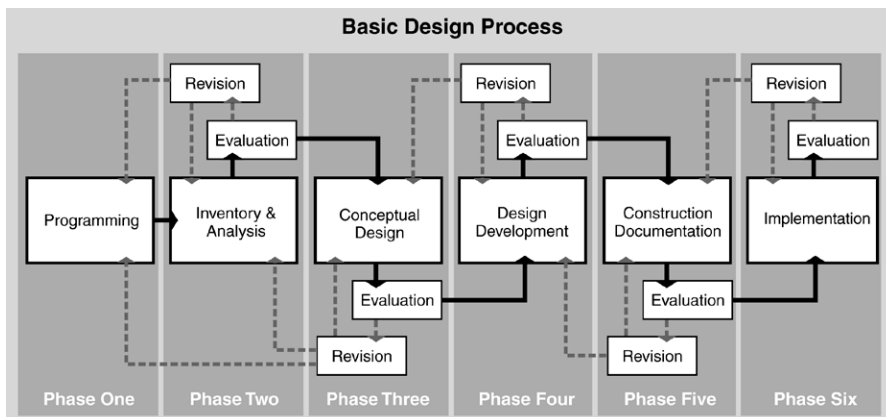 Basic Design Process
Revision
Revision
Revision
Evaluation
Evaluation
Evaluation
Programming
Inventory &
Analysis
Conceptual
Design
Design
Development
Construction
Documentation
Implementation
Evaluation
Evaluation
Revision
Revision
Phase One
Phase Two
Phase Three
Phase Four
Phase Five
Phase Six